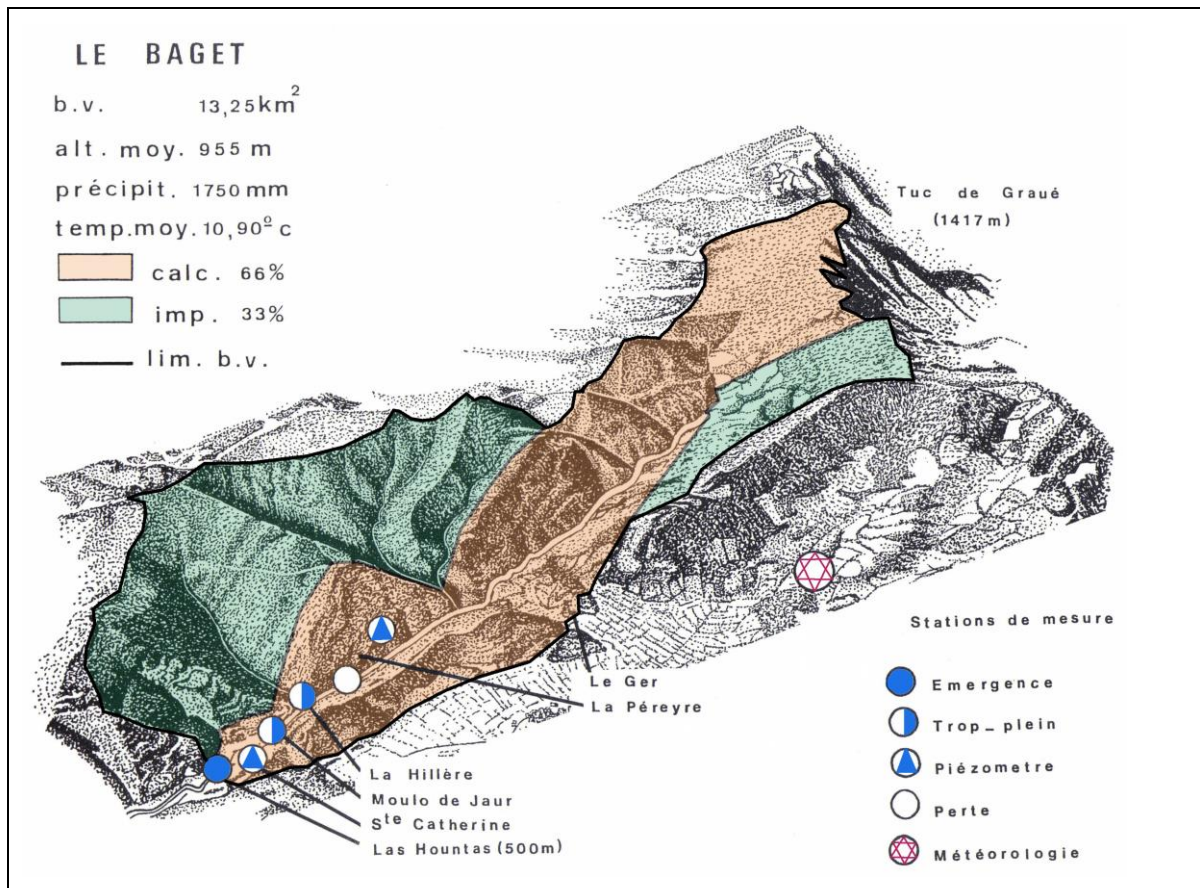 LE BAGET
b.v. 13,25km²
alt. moy. 955 m
précipit. 1750 mm
temp.moy. 10,90º c
calc. 66%
imp. 33%
lim. b.v.
Tuc de Graué
(1417m)
Le Ger
La Péreyre
La Hillère
Moulo de Jaur
Sᵗᵉ Catherine
Las Hountas (500m)
Stations de mesure
Emergence
Trop_plein
Piézometre
Perte
Météorologie